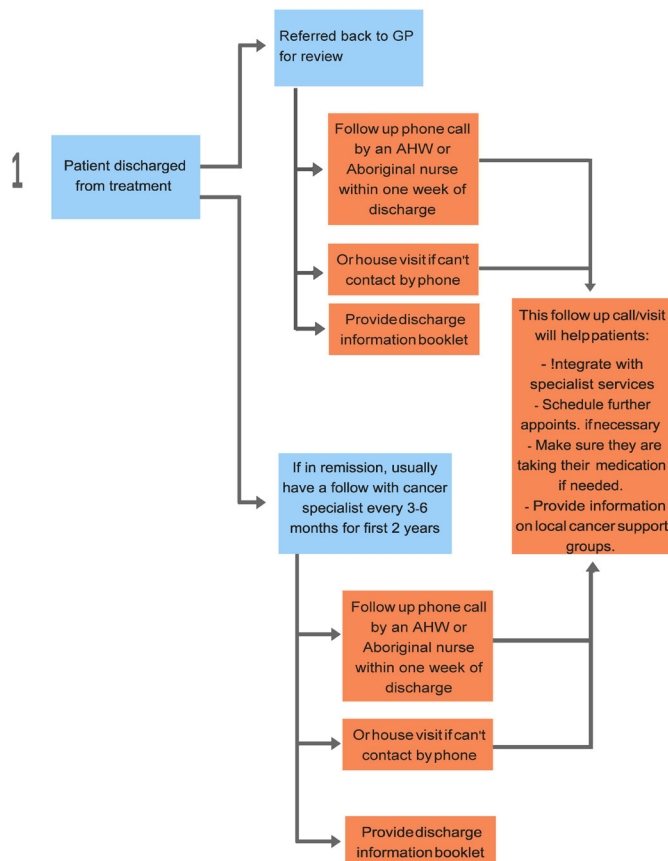 Referred back to GP
for review
1
Patient discharged
from treatment
Follow up phone call
by an AHW or
Aboriginal nurse
within one week of
discharge
Or house visit if can't
contact by phone
Provide discharge
information booklet
This follow up call/visit
will help patients:
- !ntegrate with
specialist services
- Schedule further
appoints. if necessary
- Make sure they are
taking their medication
if needed.
- Provide information
on local cancer support
groups.
If in remission, usually
have a follow with cancer
specialist every 3-6
months for first 2 years
Follow up phone call
by an AHW or
Aboriginal nurse
within one week of
discharge
Or house visit if can't
contact by phone
Provide discharge
information booklet